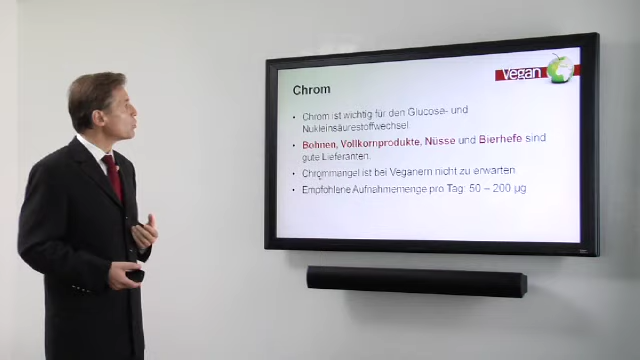 Vegan
Chrom
• Chrom ist wichtig für den Glucose- und
Nukleinsäurestoffwechsel.
• Bohnen, Vollkornprodukte, Nüsse und Bierhefe sind
gute Lieferanten.
• Chrommangel ist bei Veganern nicht zu erwarten
• Empfohlene Aufnahmemenge pro Tag: 50 – 200 µg